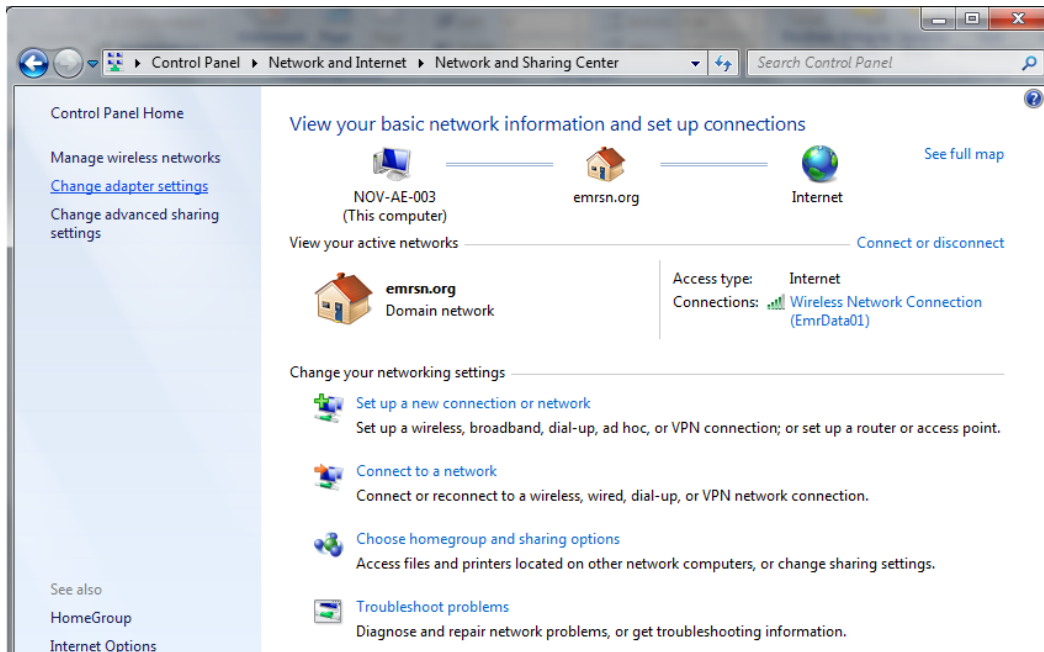 Control Panel ▸ Network and Internet ▸ Network and Sharing Center
Search Control Panel
Control Panel Home
Manage wireless networks
Change adapter settings
Change advanced sharing
settings
See also
HomeGroup
Internet Options
View your basic network information and set up connections
See full map
NOV-AE-003
(This computer)
emrsn.org
Internet
View your active networks
Connect or disconnect
emrsn.org
Domain network
Access type: Internet
Connections: Wireless Network Connection
(EmrData01)
Change your networking settings
Set up a new connection or network
Set up a wireless, broadband, dial-up, ad hoc, or VPN connection; or set up a router or access point.
Connect to a network
Connect or reconnect to a wireless, wired, dial-up, or VPN network connection.
Choose homegroup and sharing options
Access files and printers located on other network computers, or change sharing settings.
Troubleshoot problems
Diagnose and repair network problems, or get troubleshooting information.